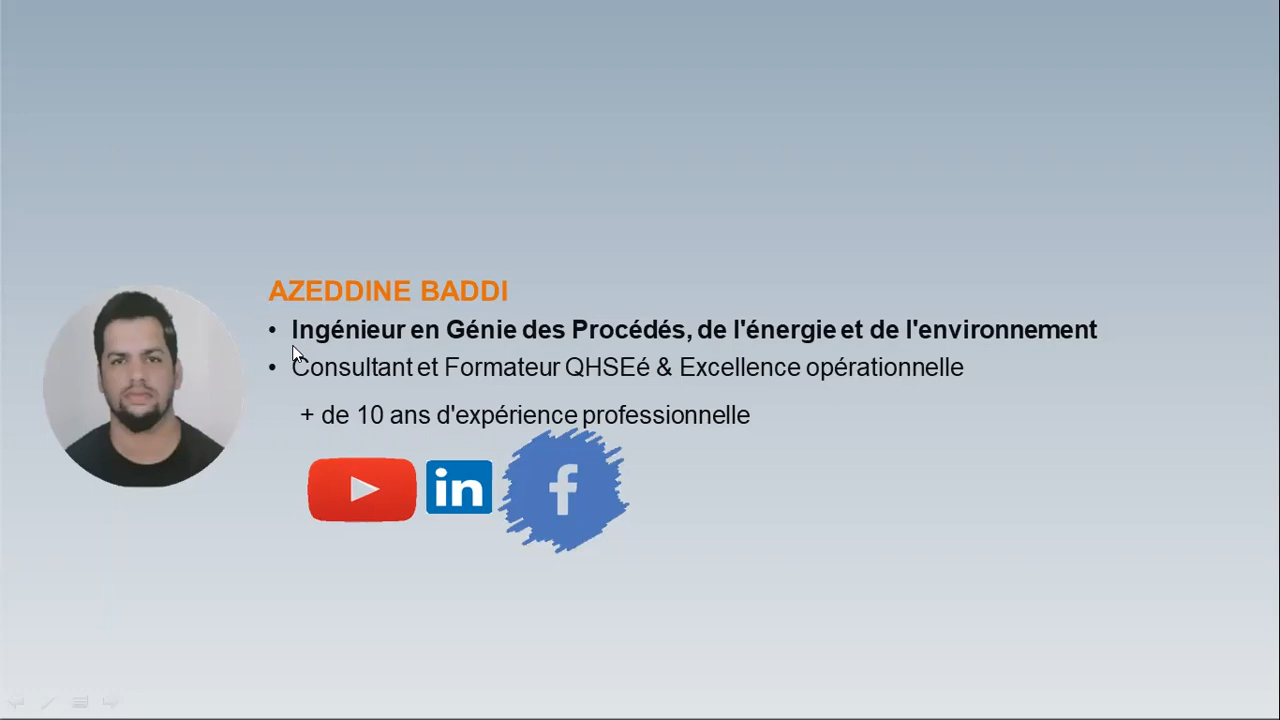 AZEDDINE BADDI
• Ingénieur en Génie des Procédés, de l'énergie et de l'environnement
• Consultant et Formateur QHSEé & Excellence opérationnelle
+ de 10 ans d'expérience professionnelle
in
f